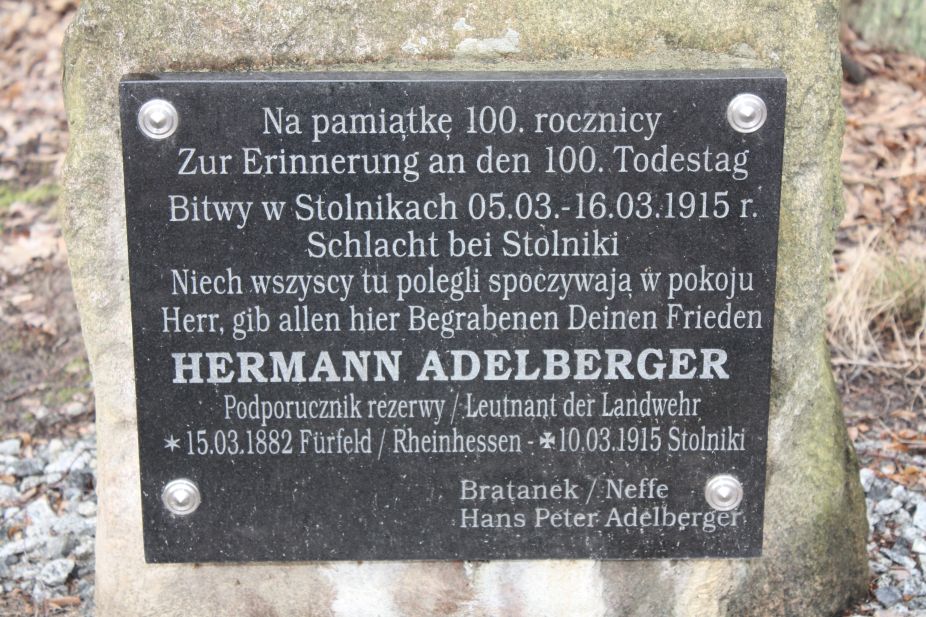 Na pamiątkę 100. rocznicy
Zur Erinnerung an den 100. Todestag
Bitwy w Stolnikach 05.03.-16.03.1915 r.
Schlacht bei Stolniki
Niech wszyscy tu polegli spoczywają w pokoju
Herr, gib allen hier Begrabenen Deinen Frieden
HERMANN ADELBERGER
Podporucznik rezerwy / Leutnant der Landwehr
✶ 15.03.1882 Fürfeld / Rheinhessen - ✠ 10.03.1915 Stolniki
Bratanek / Neffe
Hans Peter Adelberger